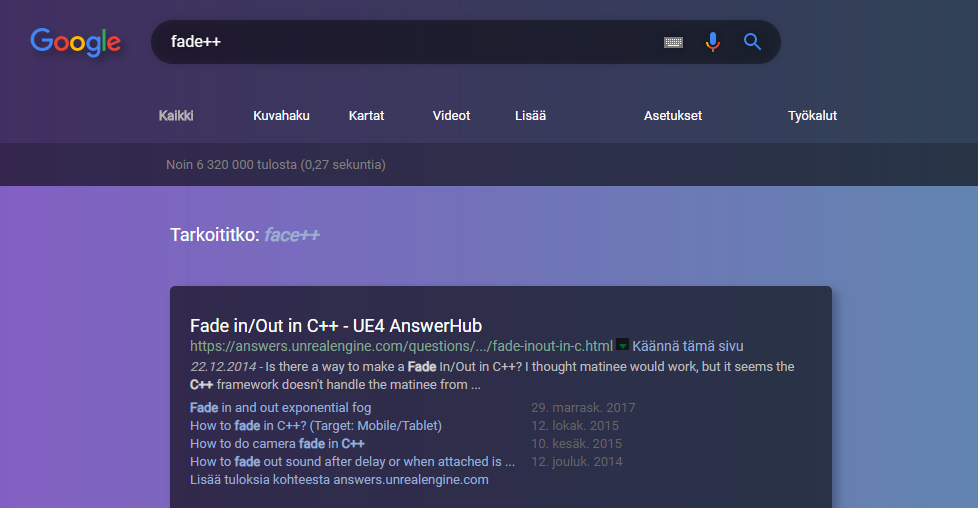 Google
fade++
Kaikki Kuvahaku Kartat Videot Lisää Asetukset Työkalut
Noin 6 320 000 tulosta (0,27 sekuntia)
Tarkoititko: face++
Fade in/Out in C++ - UE4 AnswerHub
https://answers.unrealengine.com/questions/.../fade-inout-in-c.html Käännä tämä sivu
22.12.2014 - Is there a way to make a Fade In/Out in C++? I thought matinee would work, but it seems the
C++ framework doesn't handle the matinee from ...
Fade in and out exponential fog 29. marrask. 2017
How to fade in C++? (Target: Mobile/Tablet) 12. lokak. 2015
How to do camera fade in C++ 10. kesäk. 2015
How to fade out sound after delay or when attached is ... 12. jouluk. 2014
Lisää tuloksia kohteesta answers.unrealengine.com